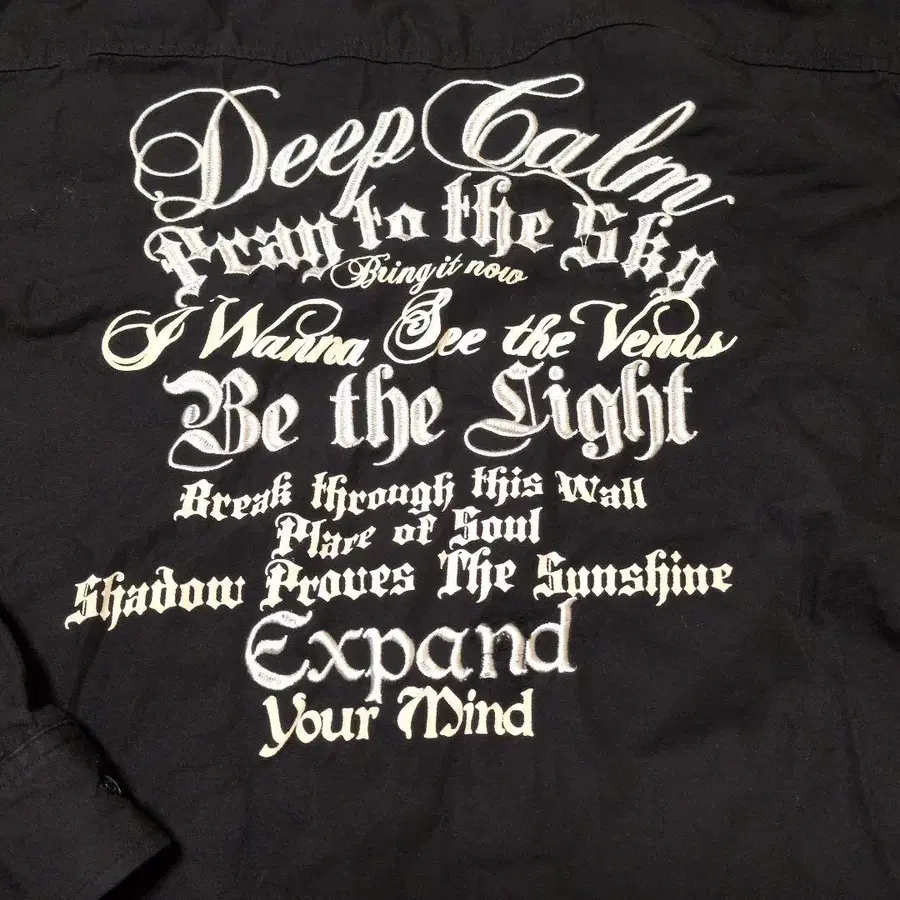 Deep Calm
Pray to the Sky
Bring it now
I Wanna See the Venus
Be the Light
Break through this Wall
Place of Soul
Shadow Proves The Sunshine
Expand
Your Mind